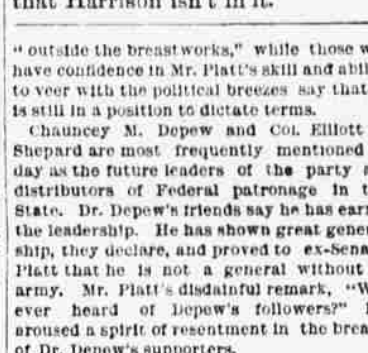 that Harrison isn't in it.
" outside the breastworks," while those w
have confidence in Mr. Platt's skill and abil
to veer with the political breezes say that
is still in a position to dictate terms.
Chauncey M. Depew and Col. Elliott
Shepard are most frequently mentioned
day as the future leaders of the party a
distributors of Federal patronage in t
State. Dr. Depew's friends say he has earn
the leadership. He has shown great gener
ship, they declare, and proved to ex-Sena
Platt that he is not a general without
army. Mr. Platt's disdainful remark, "W
ever heard of Depew's followers?"
aroused a spirit of resentment in the brea
of Dr. Depew's supporters.